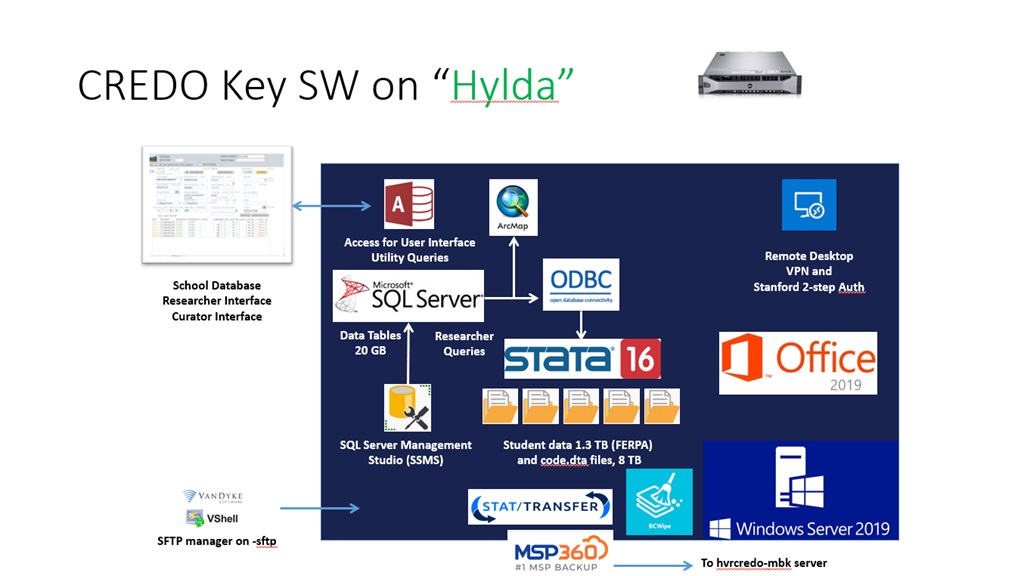 CREDO Key SW on “Hylda”
A
ArcMap
Access for User Interface
Utility Queries
Remote Desktop
VPN and
Stanford 2-step Auth
School Database
Researcher Interface
Curator Interface
Microsoft®
SQL Server
ODBC
open database connectivity
Data Tables
20 GB
Researcher
Queries
STATA® 16
Office™
2019
SQL Server Management
Studio (SSMS)
Student data 1.3 TB (FERPA)
and code.dta files, 8 TB
VANDYKE
SOFTWARE
VShell
SFTP manager on -sftp
STAT/TRANSFER
BCWipe
Windows Server 2019
MSP360
#1 MSP BACKUP
To hvrcredo-mbk server